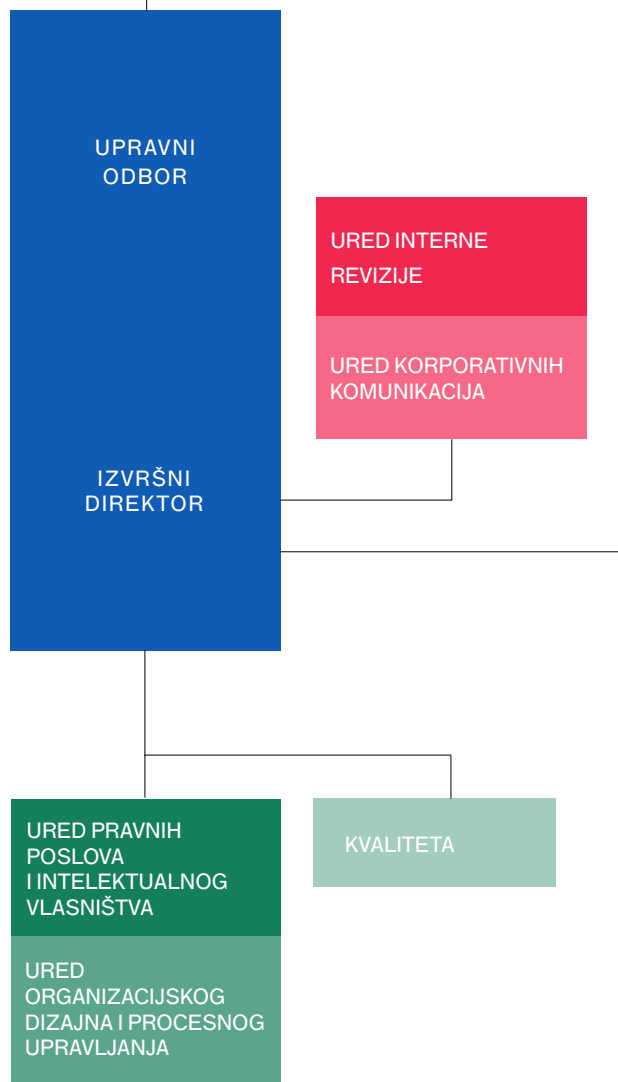 UPRAVNI
ODBOR
URED INTERNE
REVIZIJE
URED KORPORATIVNIH
KOMUNIKACIJA
IZVRŠNI
DIREKTOR
URED PRAVNIH
POSLOVA
I INTELEKTUALNOG
VLASNIŠTVA
KVALITETA
URED
ORGANIZACIJSKOG
DIZAJNA I PROCESNOG
UPRAVLJANJA